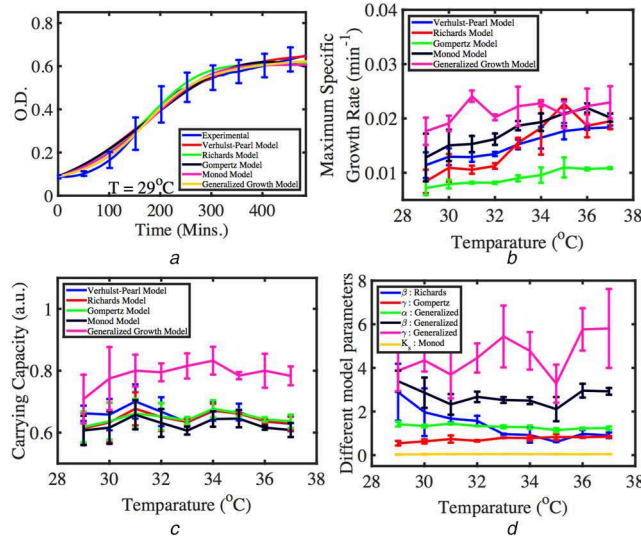 a
0.8
0.6
0.4
0.2
0
O.D.
Experimental
Verhulst-Pearl Model
Richards Model
Gompertz Model
Monod Model
Generalized Growth Model
T = 29°C
0 100 200 300 400
Time (Mins.)
a
0.04
0.03
0.02
0.01
Maximum Specific
Growth Rate (min⁻¹)
Verhulst-Pearl Model
Richards Model
Gompertz Model
Monod Model
Generalized Growth Model
28 30 32 34 36 38
Temparature (°C)
b
1
0.8
0.6
Carrying Capacity (a.u.)
Verhulst-Pearl Model
Richards Model
Gompertz Model
Monod Model
Generalized Growth Model
28 30 32 34 36 38
Temparature (°C)
c
8
6
4
2
0
Different model parameters
β : Richards
γ : Gompertz
α : Generalized
β : Generalized
γ : Generalized
Ks : Monod
28 30 32 34 36 38
Temparature (°C)
d